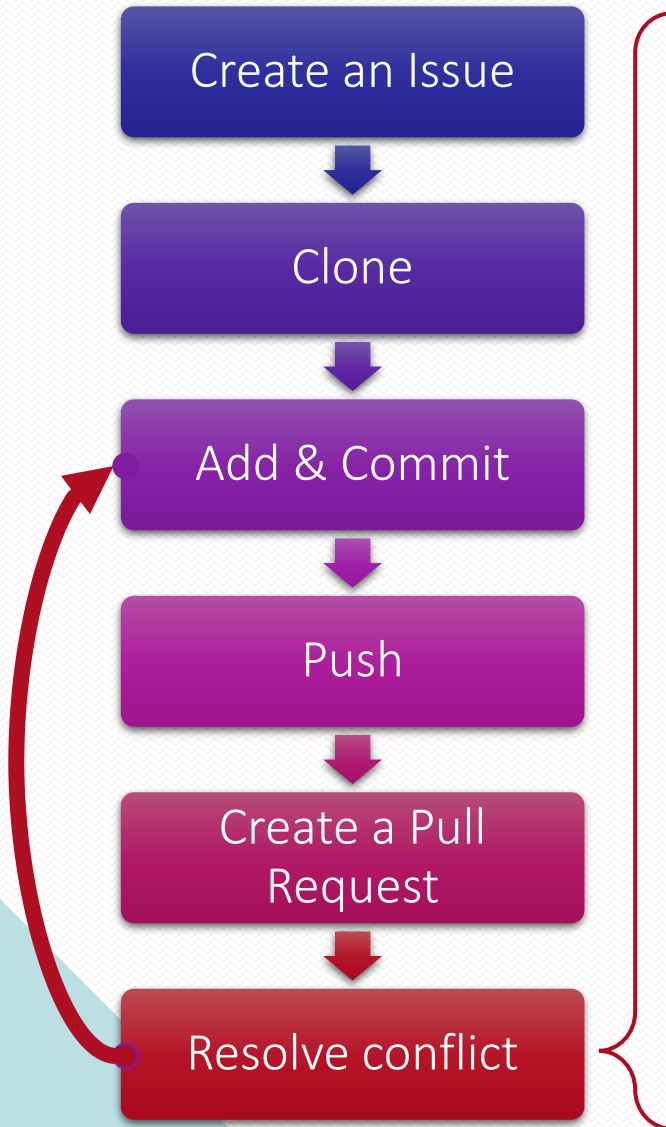 Create an Issue
Clone
Add & Commit
Push
Create a Pull
Request
Resolve conflict